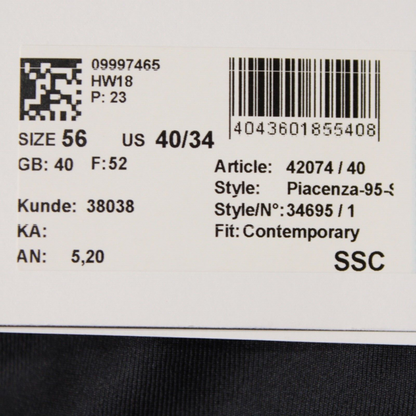 09997465
HW18
P: 23
4043601855408
SIZE 56 US 40/34
GB: 40 F:52
Article: 42074 / 40
Style: Piacenza-95-S
Kunde: 38038
Style/N°: 34695 / 1
KA:
Fit: Contemporary
AN: 5,20
SSC